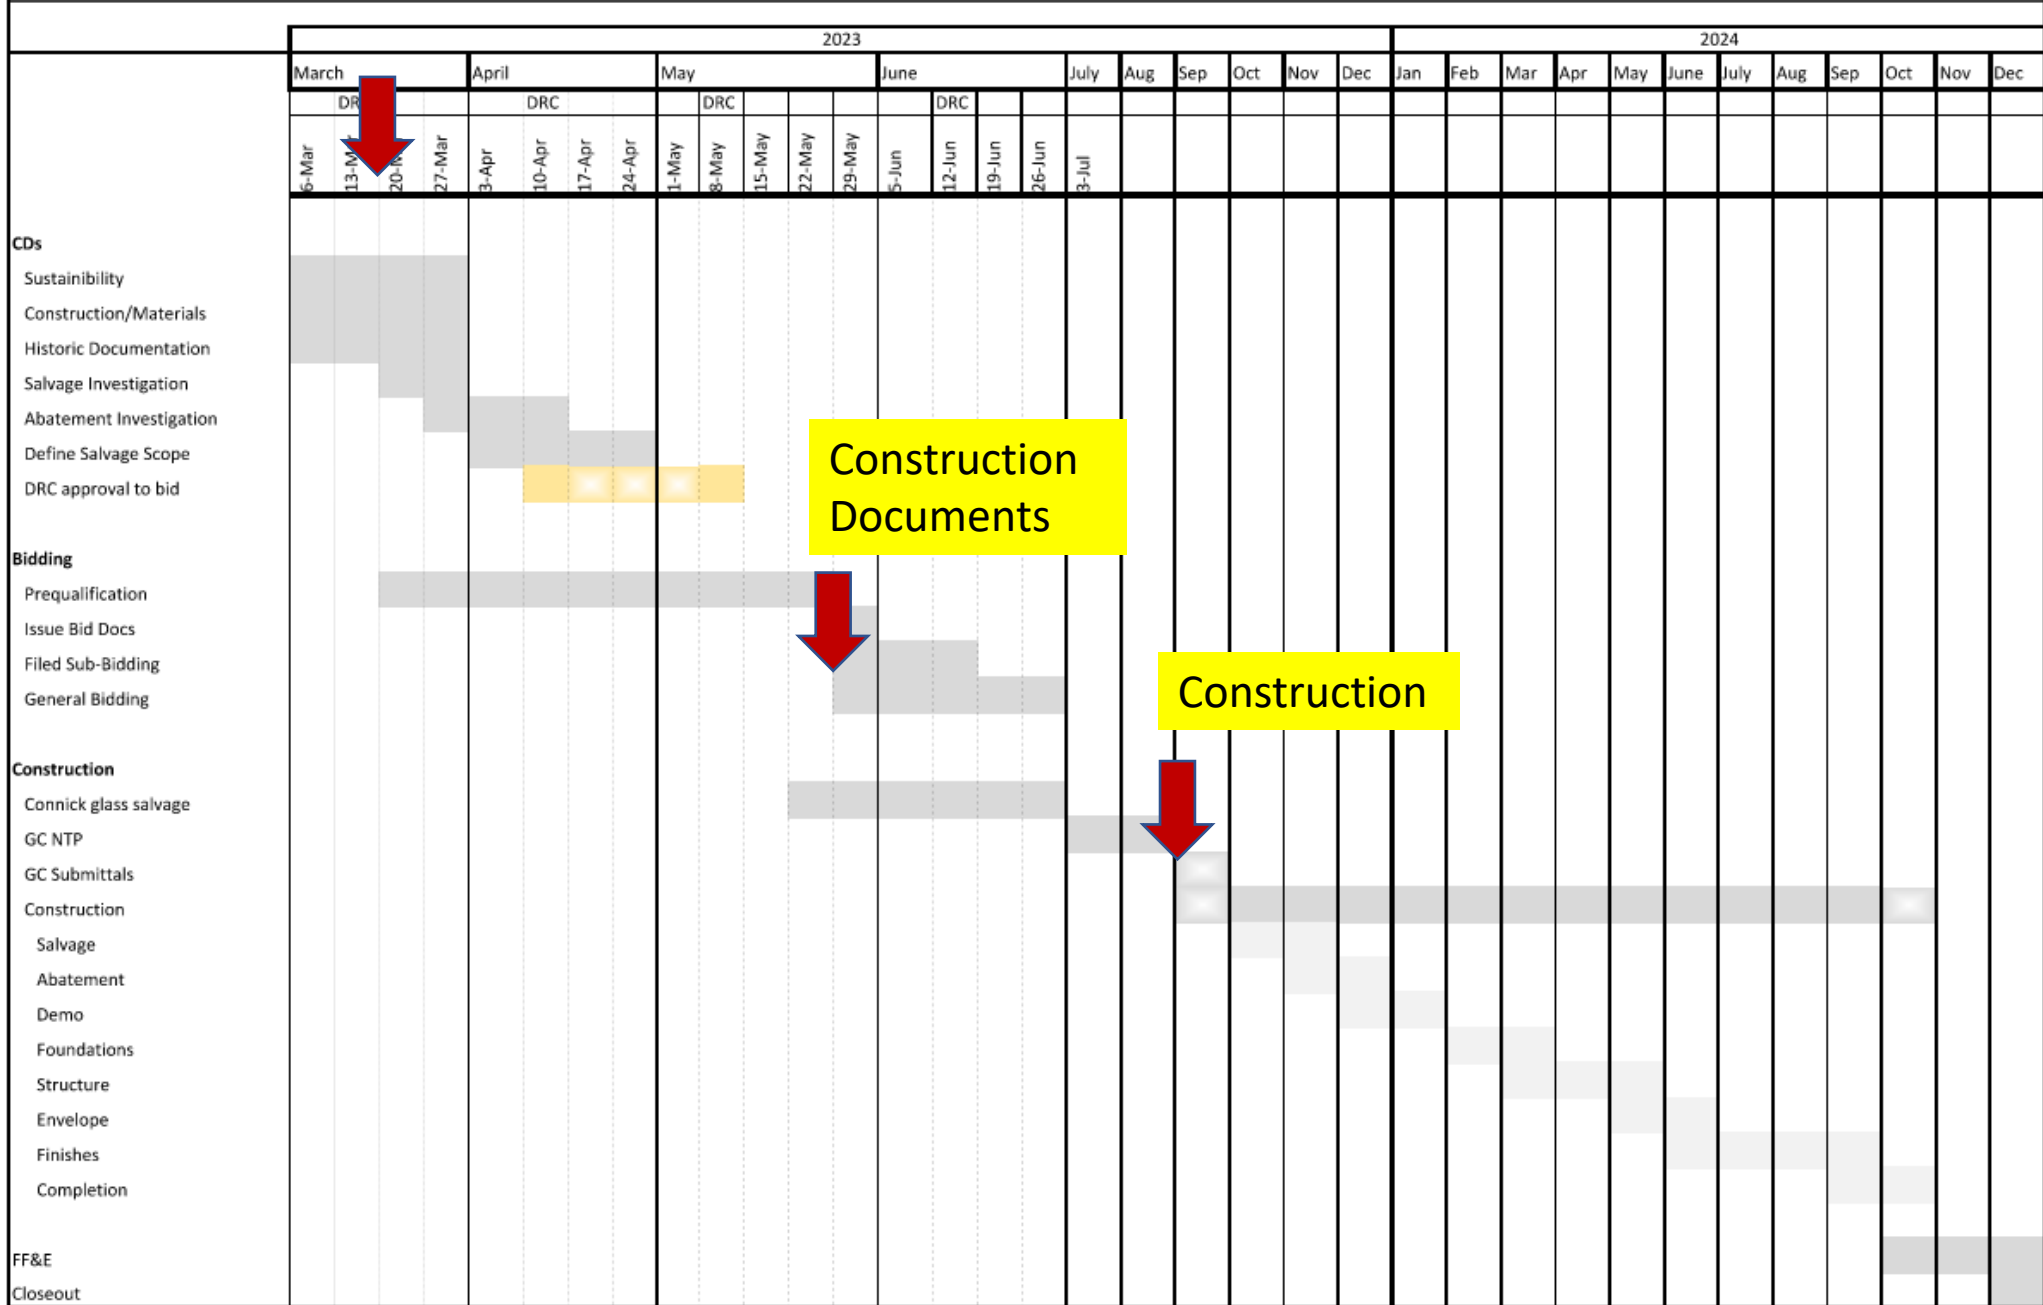 2023 2024
March April May June July Aug Sep Oct Nov Dec Jan Feb Mar Apr May June July Aug Sep Oct Nov Dec
DRC DRC DRC
6-Mar 27-Mar 3-Apr 10-Apr 17-Apr 24-Apr 1-May 8-May 15-May 22-May 29-May 5-Jun 12-Jun 19-Jun 26-Jun 3-Jul
CDs
Sustainibility
Construction/Materials
Historic Documentation
Salvage Investigation
Abatement Investigation
Define Salvage Scope
DRC approval to bid
Construction
Documents
Bidding
Prequalification
Issue Bid Docs
Filed Sub-Bidding
General Bidding
Construction
Construction
Connick glass salvage
GC NTP
GC Submittals
Construction
Salvage
Abatement
Demo
Foundations
Structure
Envelope
Finishes
Completion
FF&E
Closeout